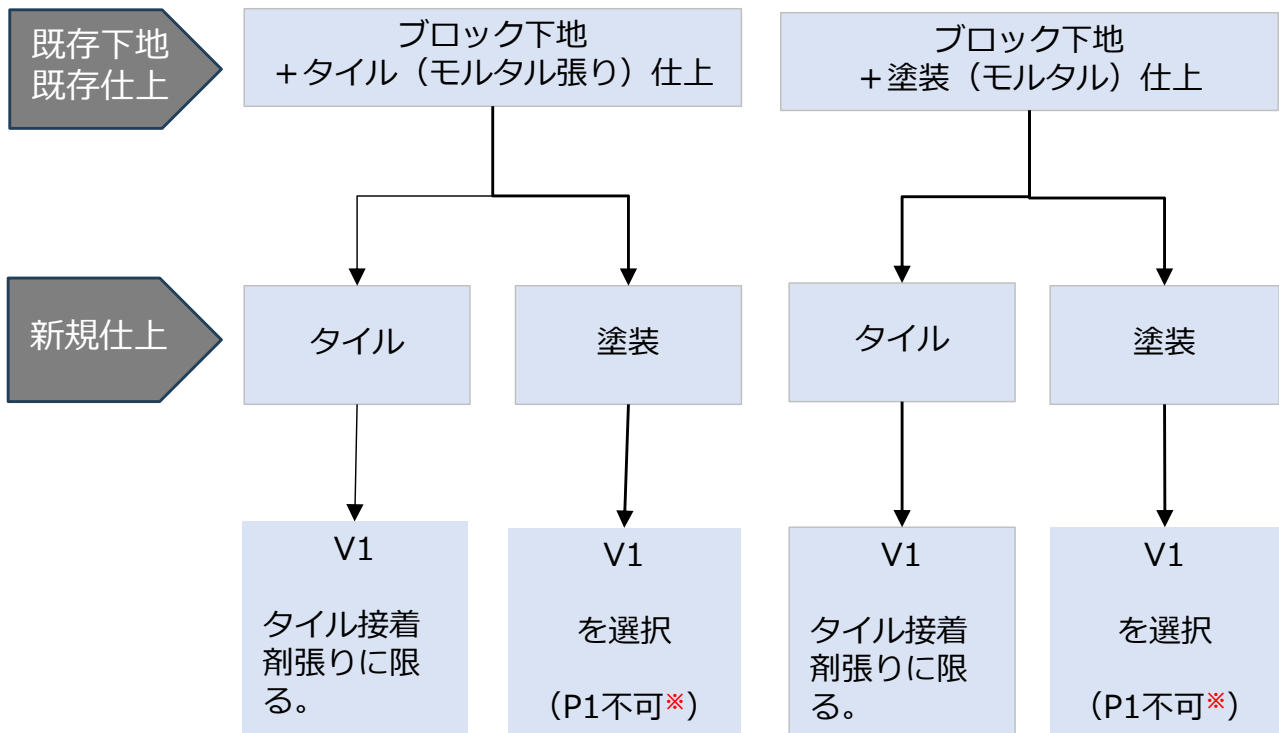 既存下地
既存仕上
ブロック下地
+タイル（モルタル張り）仕上
ブロック下地
+塗装（モルタル）仕上
新規仕上
タイル
塗装
タイル
塗装
V1
タイル接着
剤張りに限
る。
V1
を選択
（P1不可※）
V1
タイル接着
剤張りに限
る。
V1
を選択
（P1不可※）